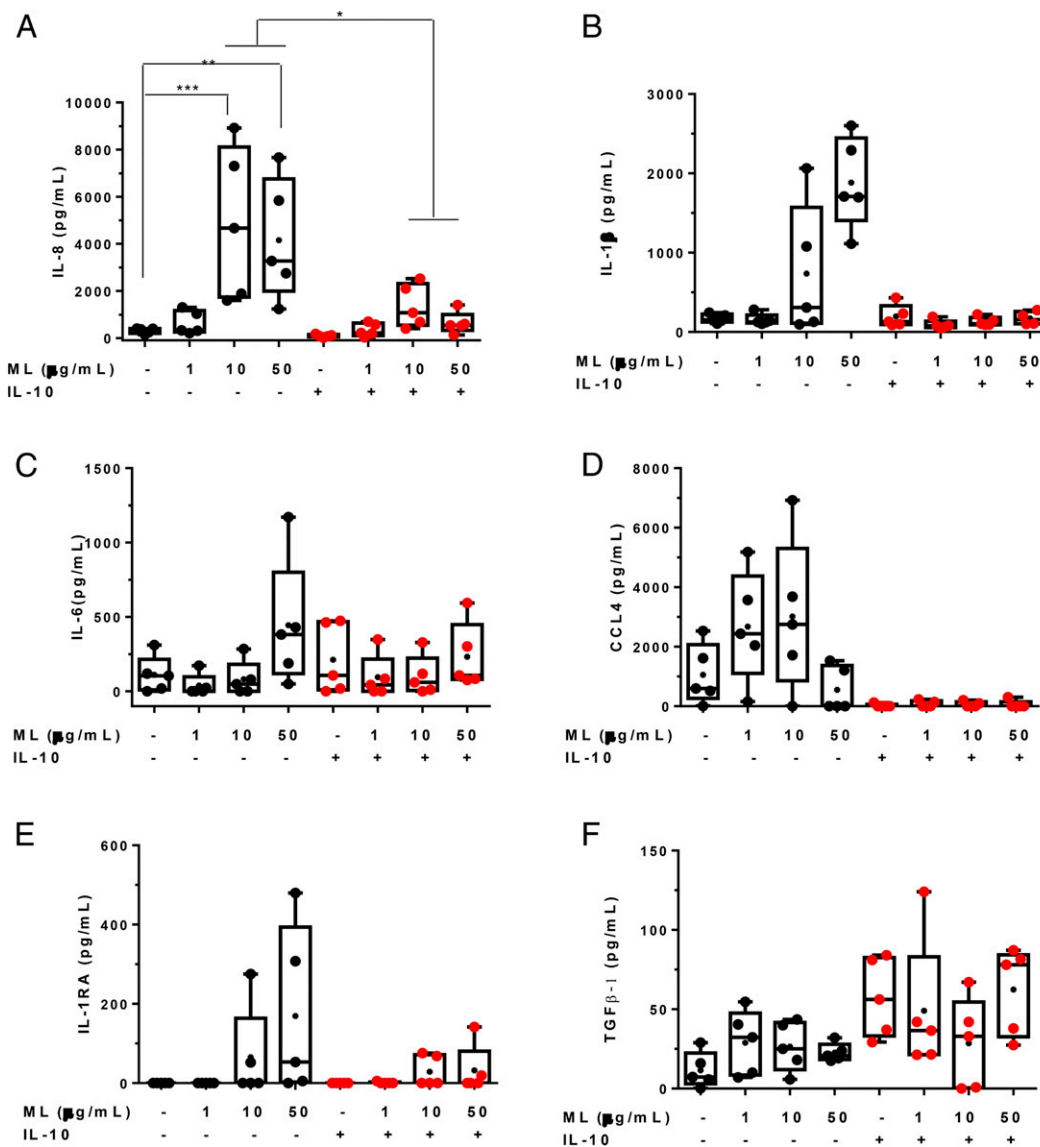 A
*
**
***
10000
8000
6000
4000
2000
0
IL-8 (pg/mL)
ML (μg/mL) - 1 10 50 - 1 10 50
IL-10 - - - - + + + +
B
3000
2000
1000
0
IL-1β (pg/mL)
ML (μg/mL) - 1 10 50 - 1 10 50
IL-10 - - - - + + + +
C
1500
1000
500
0
IL-6(pg/mL)
ML (μg/mL) - 1 10 50 - 1 10 50
IL-10 - - - - + + + +
D
8000
6000
4000
2000
0
CCL4 (pg/mL)
ML (μg/mL) - 1 10 50 - 1 10 50
IL-10 - - - - + + + +
E
600
400
200
0
IL-1RA (pg/mL)
ML (μg/mL) - 1 10 50 - 1 10 50
IL-10 - - - - + + + +
F
150
100
50
0
TGFβ-1 (pg/mL)
ML (μg/mL) - 1 10 50 - 1 10 50
IL-10 - - - - + + + +